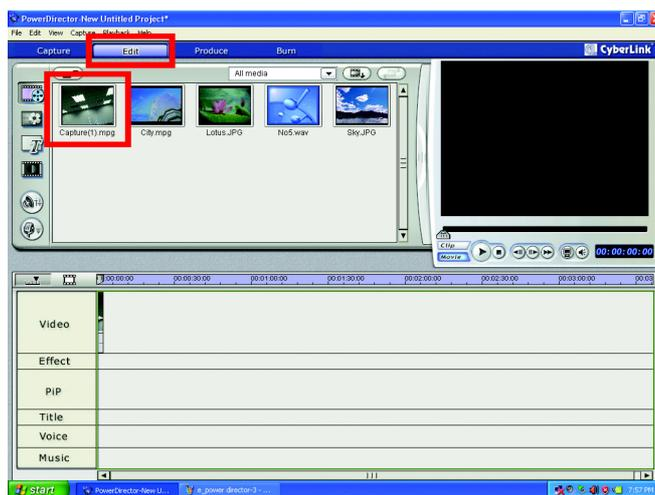 PowerDirector-New Untitled Project*
File Edit View Capture Playback Help
Capture Edit Produce Burn CyberLink
All media
Capture(1).mpg City.mpg Lotus.JPG No5.wav Sky.JPG
Clip
Movie
00:00:00:00
00:00:00 00:00:30:00 00:01:00:00 00:01:30:00 00:02:00:00 00:02:30:00 00:03:00:00 00:03
Video
Effect
PiP
Title
Voice
Music
start PowerDirector-New U... e_power director-3 - ... 7:57 PM